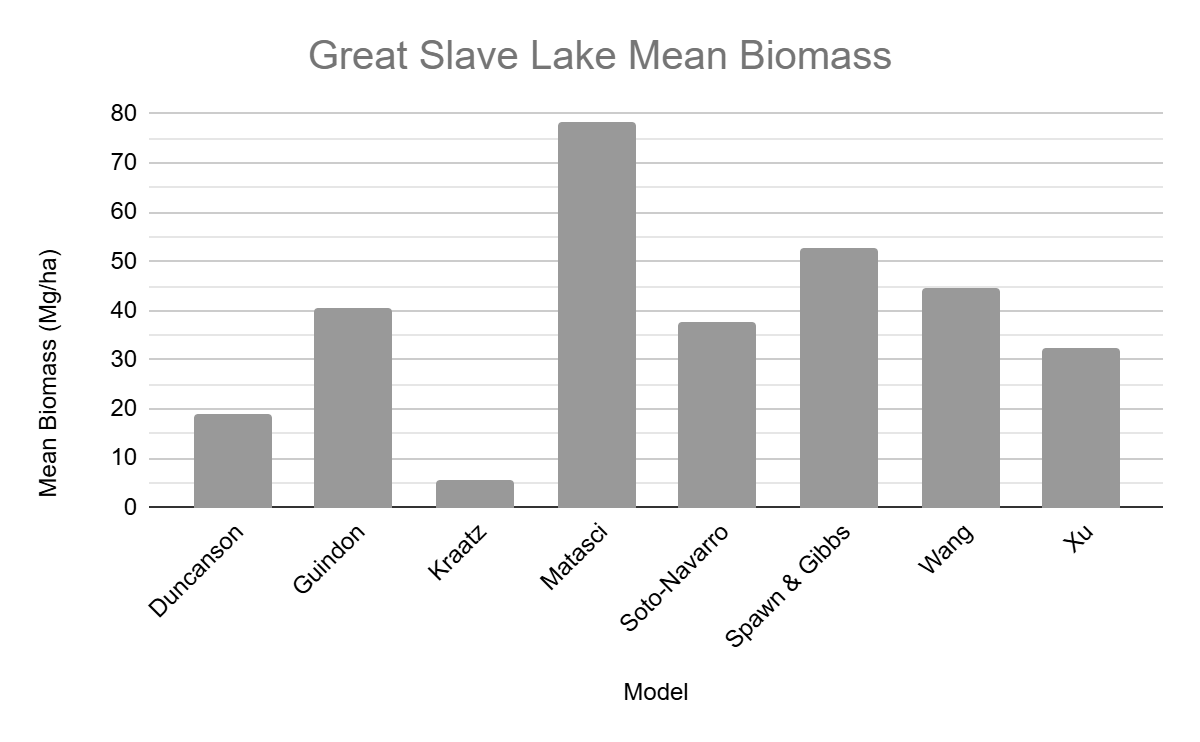 Great Slave Lake Mean Biomass
Mean Biomass (Mg/ha)
80
70
60
50
40
30
20
10
0
Duncanson
Guindon
Kraatz
Matasci
Soto-Navarro
Spawn & Gibbs
Wang
Xu
Model